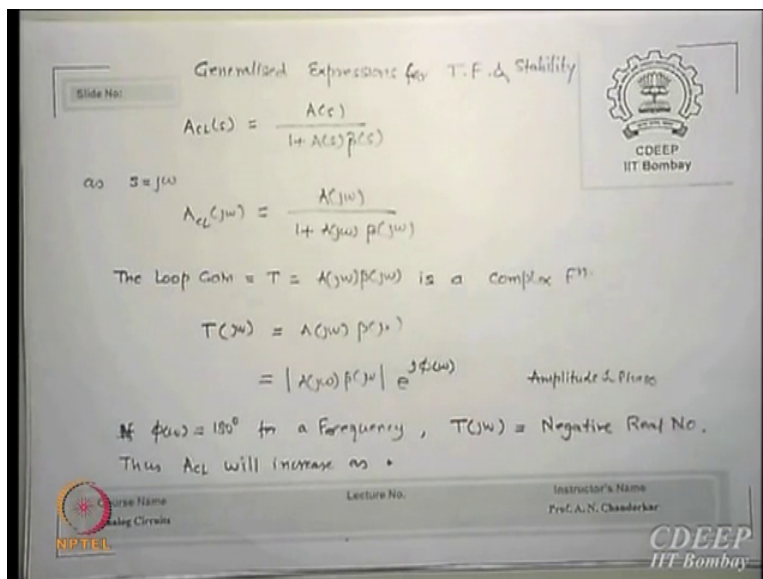 Generalised Expressions for T.F. & Stability
Slide No:
ACL(s) = A(s) / 1+ A(s)β(s)
CDEEP
IIT Bombay
as s=jω
ACL(jω) = A(jω) / 1+ A(jω) β(jω)
The Loop Gain = T = A(jω)β(jω) is a Complex Fⁿ.
T(jω) = A(jω) β(jω)
= |A(jω) β(jω| e^jφ(ω) Amplitude & Phase
If φ(ω) = 180° for a Forequency, T(jω) = Negative Real No.
Thus ACL will increase as
Course Name Lecture No. Instructor's Name
Analog Circuits Prof. A. N. Chandorkar
NPTEL
CDEEP
IIT Bombay